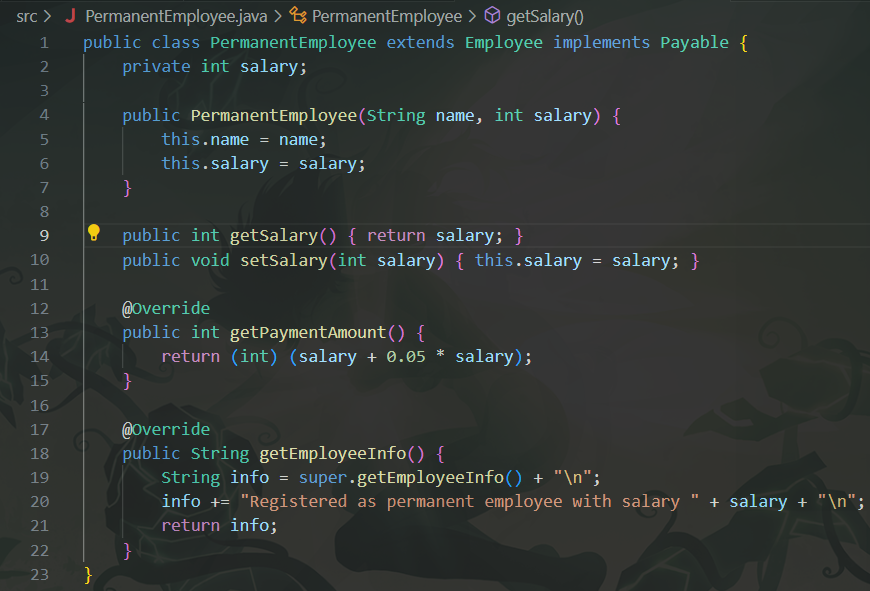 src > J PermanentEmployee.java > PermanentEmployee > getSalary()
1 public class PermanentEmployee extends Employee implements Payable {
2     private int salary;
3
4     public PermanentEmployee(String name, int salary) {
5         this.name = name;
6         this.salary = salary;
7     }
8
9     public int getSalary() { return salary; }
10     public void setSalary(int salary) { this.salary = salary; }
11
12     @Override
13     public int getPaymentAmount() {
14         return (int) (salary + 0.05 * salary);
15     }
16
17     @Override
18     public String getEmployeeInfo() {
19         String info = super.getEmployeeInfo() + "\n";
20         info += "Registered as permanent employee with salary " + salary + "\n";
21         return info;
22     }
23 }